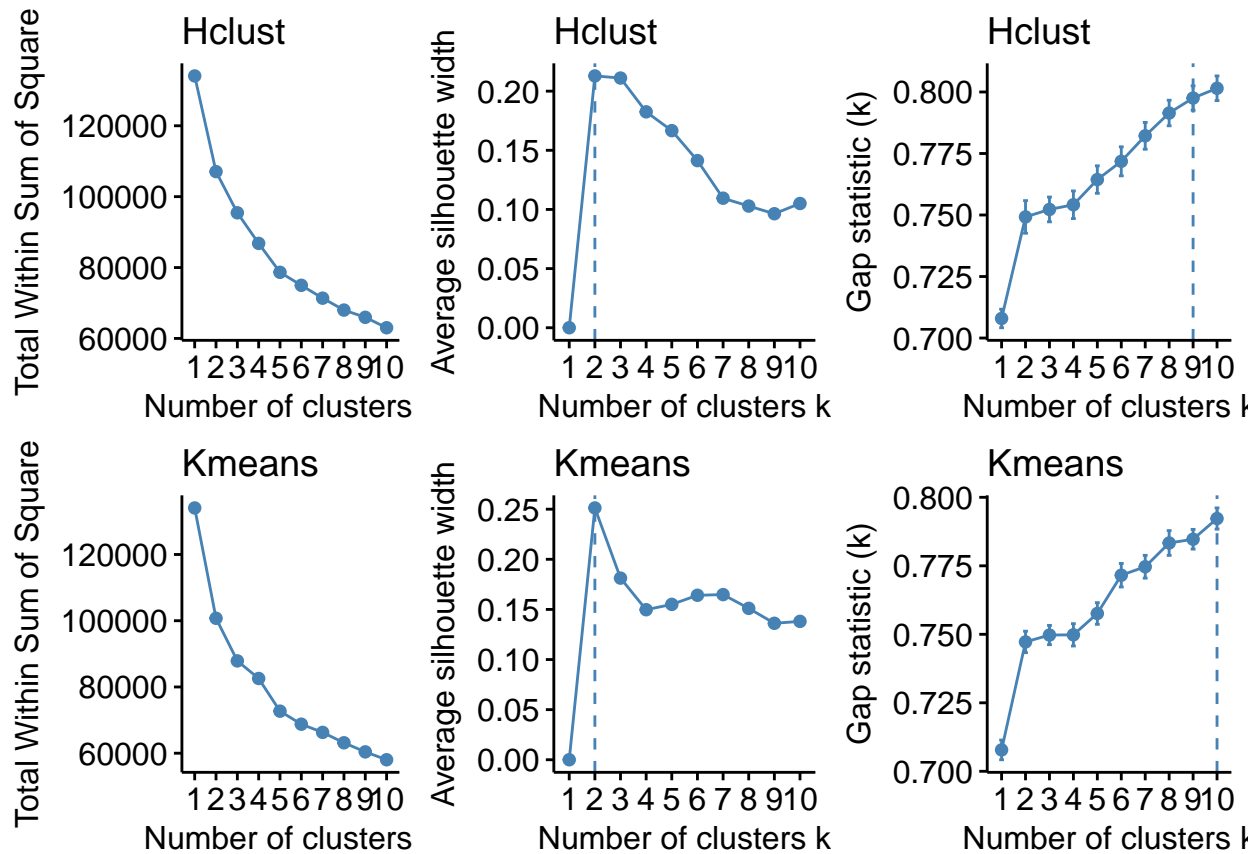 Hclust
Total Within Sum of Square
120000
100000
80000
60000
1 2 3 4 5 6 7 8 9 10
Number of clusters
Hclust
Average silhouette width
0.20
0.15
0.10
0.05
0.00
1 2 3 4 5 6 7 8 9 10
Number of clusters k
Hclust
Gap statistic (k)
0.800
0.775
0.750
0.725
0.700
1 2 3 4 5 6 7 8 9 10
Number of clusters k
Kmeans
Total Within Sum of Square
120000
100000
80000
60000
1 2 3 4 5 6 7 8 9 10
Number of clusters
Kmeans
Average silhouette width
0.25
0.20
0.15
0.10
0.05
0.00
1 2 3 4 5 6 7 8 9 10
Number of clusters k
Kmeans
Gap statistic (k)
0.800
0.775
0.750
0.725
0.700
1 2 3 4 5 6 7 8 9 10
Number of clusters k